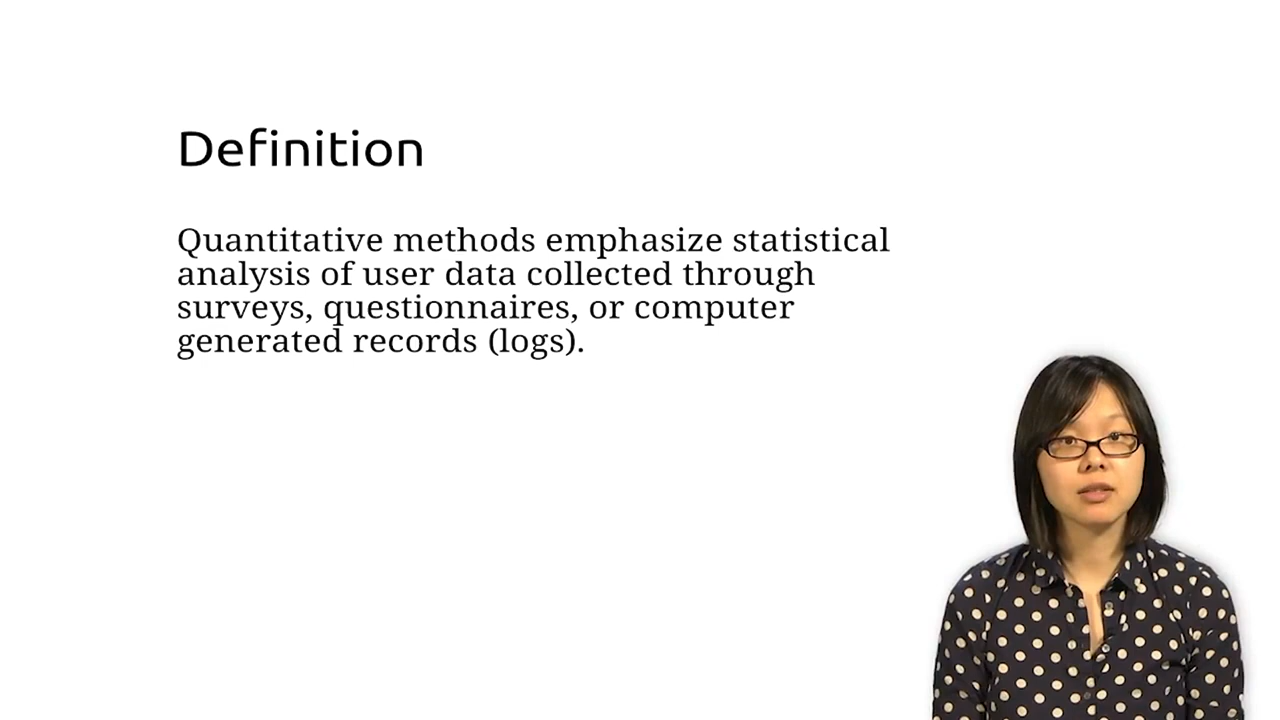 Definition
Quantitative methods emphasize statistical
analysis of user data collected through
surveys, questionnaires, or computer
generated records (logs).